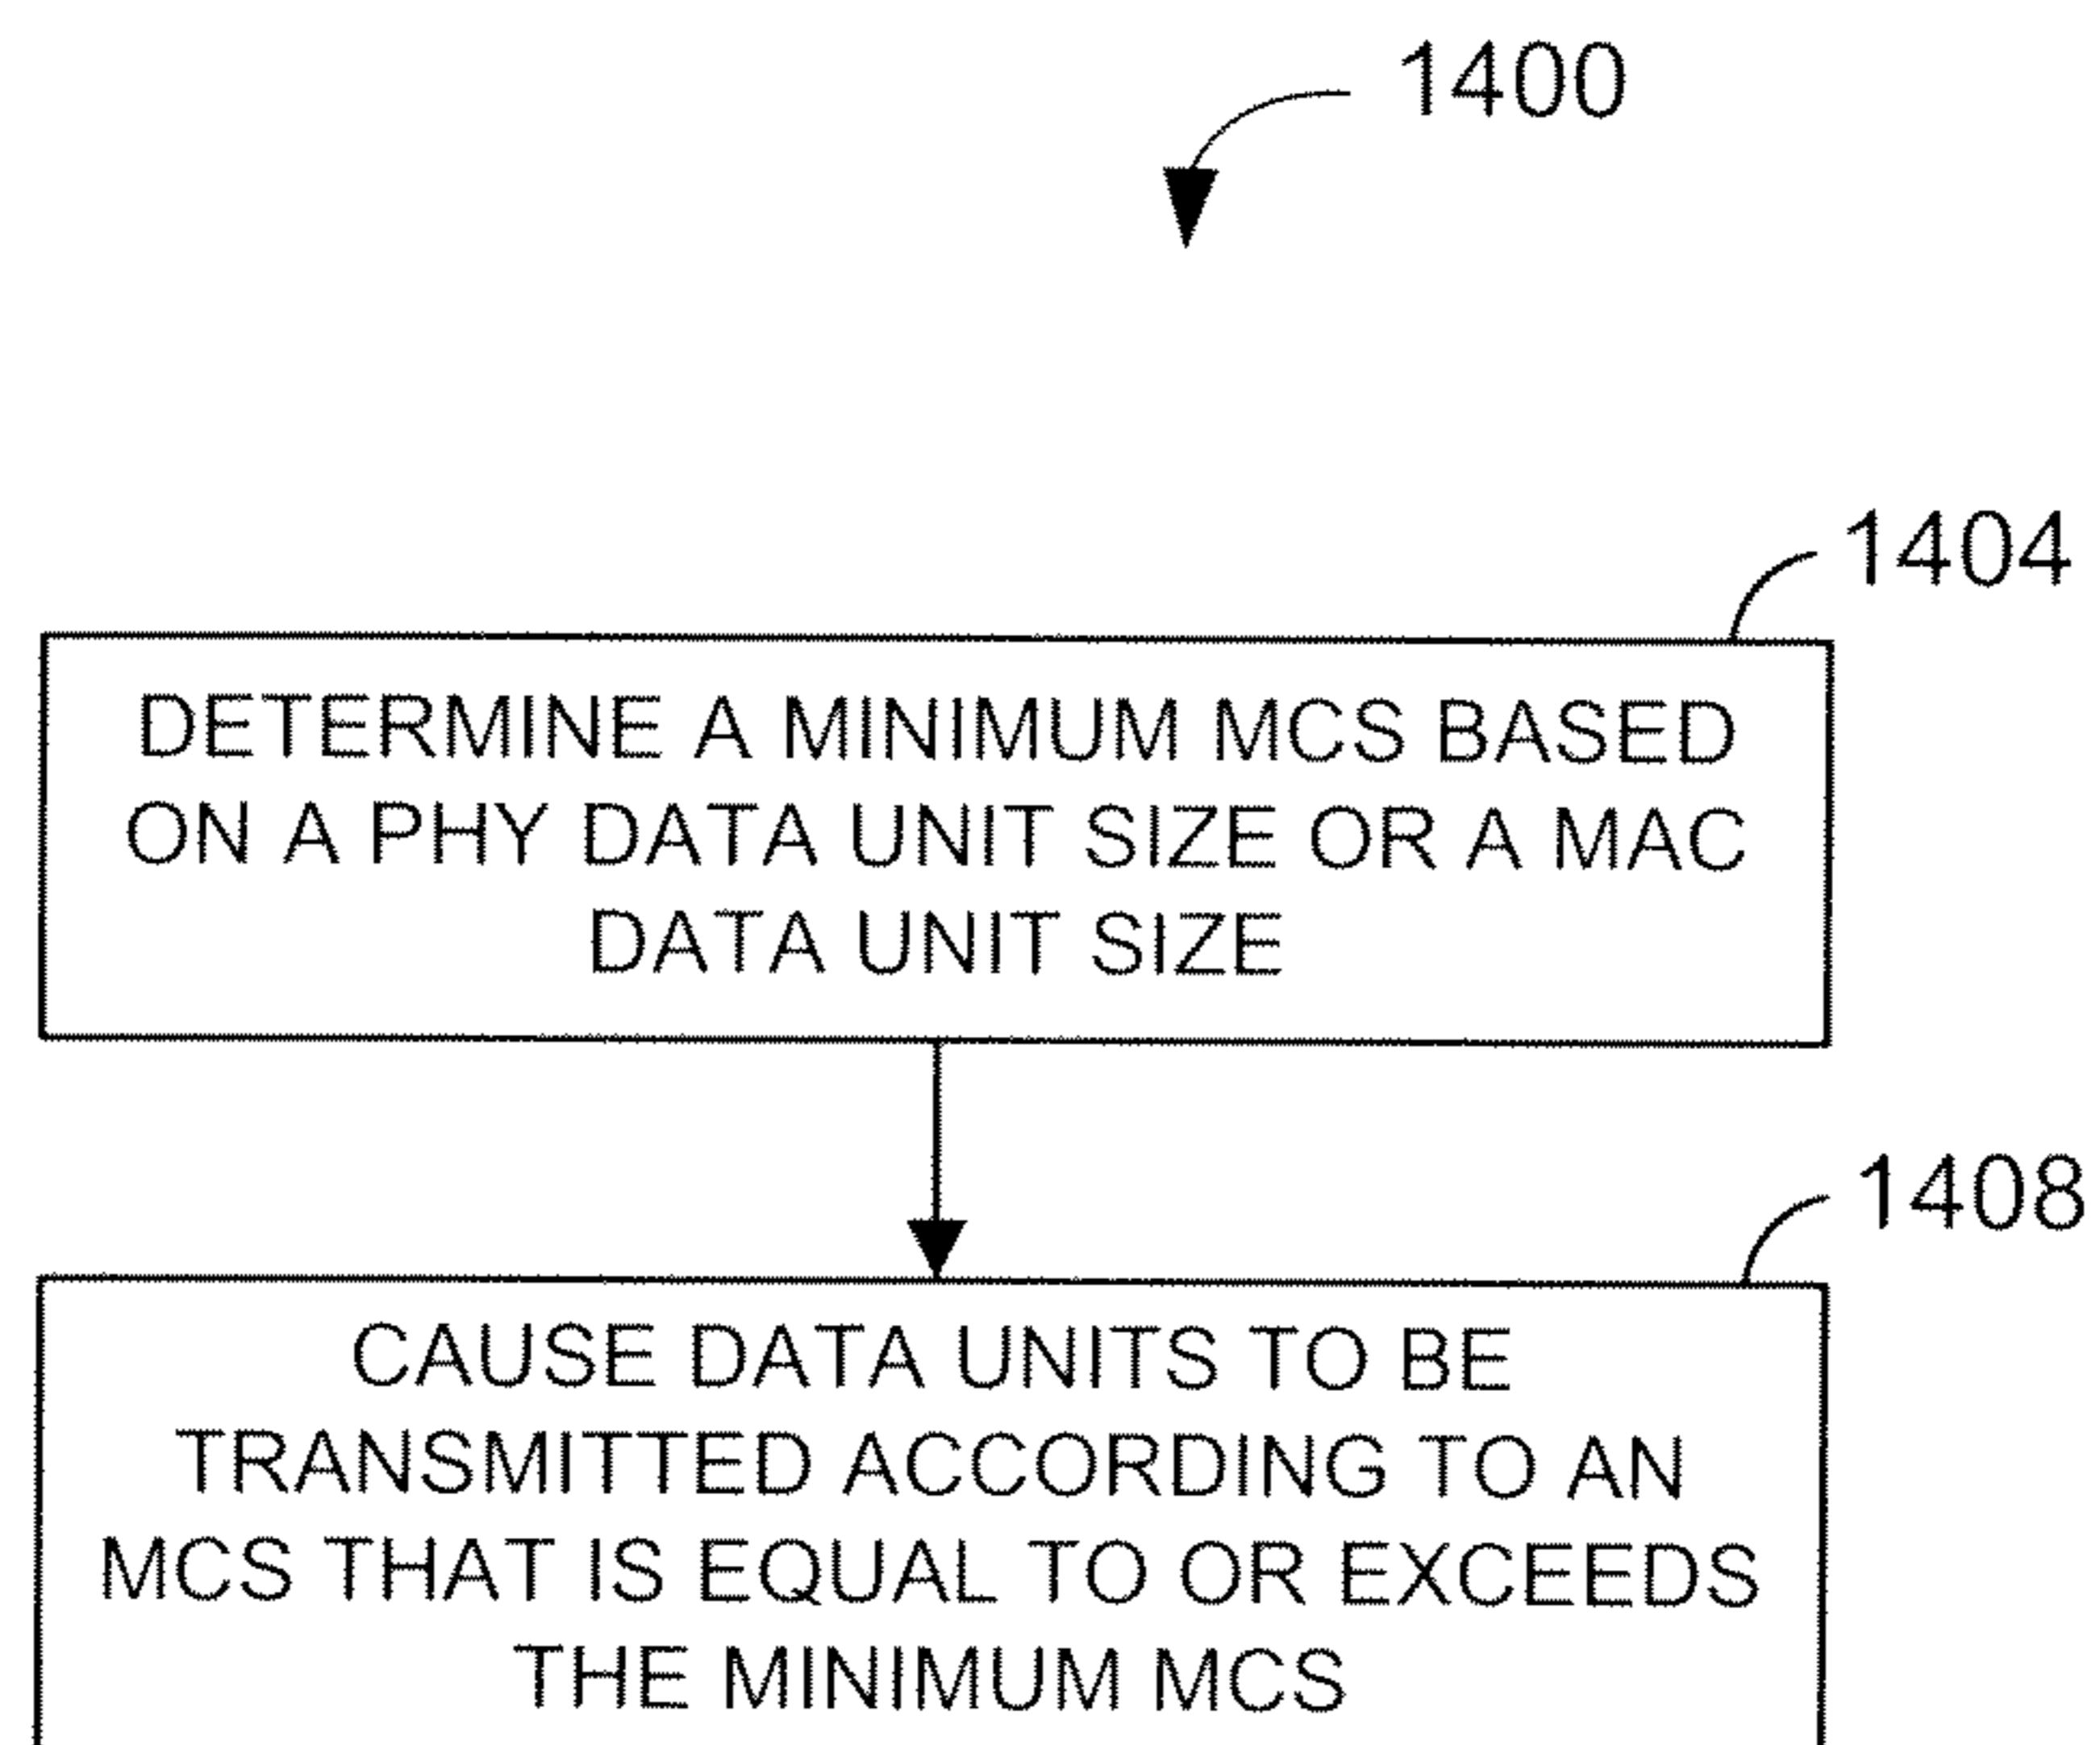 1400
1404
DETERMINE A MINIMUM MCS BASED
ON A PHY DATA UNIT SIZE OR A MAC
DATA UNIT SIZE
1408
CAUSE DATA UNITS TO BE
TRANSMITTED ACCORDING TO AN
MCS THAT IS EQUAL TO OR EXCEEDS
THE MINIMUM MCS